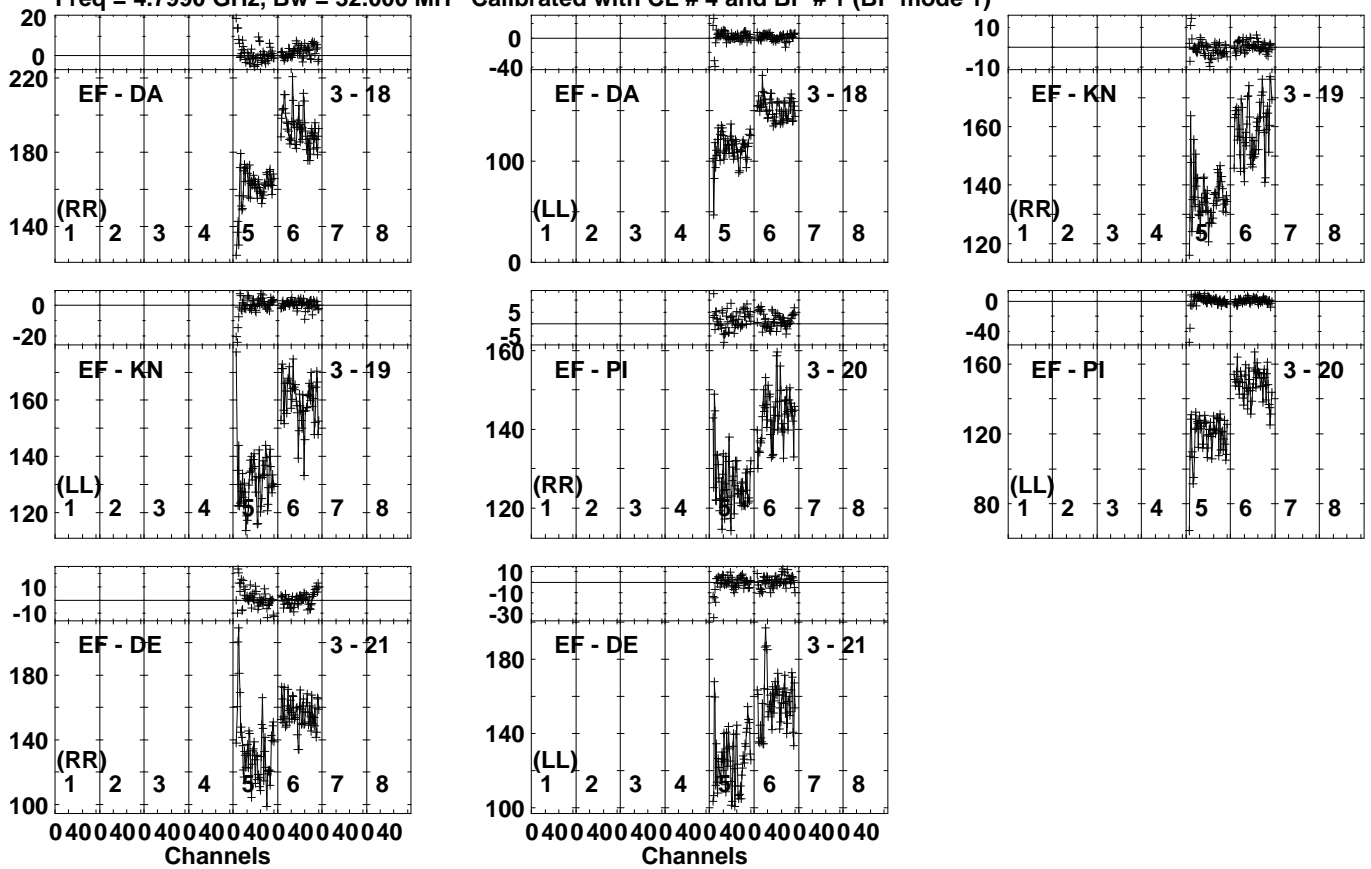 Freq = 4.7990 GHz, Bw = 32.000 MH Calibrated with CL # 4 and BP # 1 (BP mode 1)
20
0
220
180
140
EF - DA
3 - 18
(RR)
1 2 3 4 5 6 7 8
0
-40
100
0
EF - DA
3 - 18
(LL)
1 2 3 4 5 6 7 8
10
-10
160
140
120
EF - KN
3 - 19
(RR)
1 2 3 4 5 6 7 8
0
-20
160
140
120
EF - KN
3 - 19
(LL)
1 2 3 4 5 6 7 8
5
-5
160
140
120
EF - PI
3 - 20
(RR)
1 2 3 4 5 6 7 8
0
-40
160
120
80
EF - PI
3 - 20
(LL)
1 2 3 4 5 6 7 8
10
-10
180
140
100
EF - DE
3 - 21
(RR)
1 2 3 4 5 6 7 8
10
-10
-30
180
140
100
EF - DE
3 - 21
(LL)
1 2 3 4 5 6 7 8
0 40 0 40 0 40 0 40 0 40 0 40 0 40 0 40
Channels
0 40 0 40 0 40 0 40 0 40 0 40 0 40 0 40
Channels